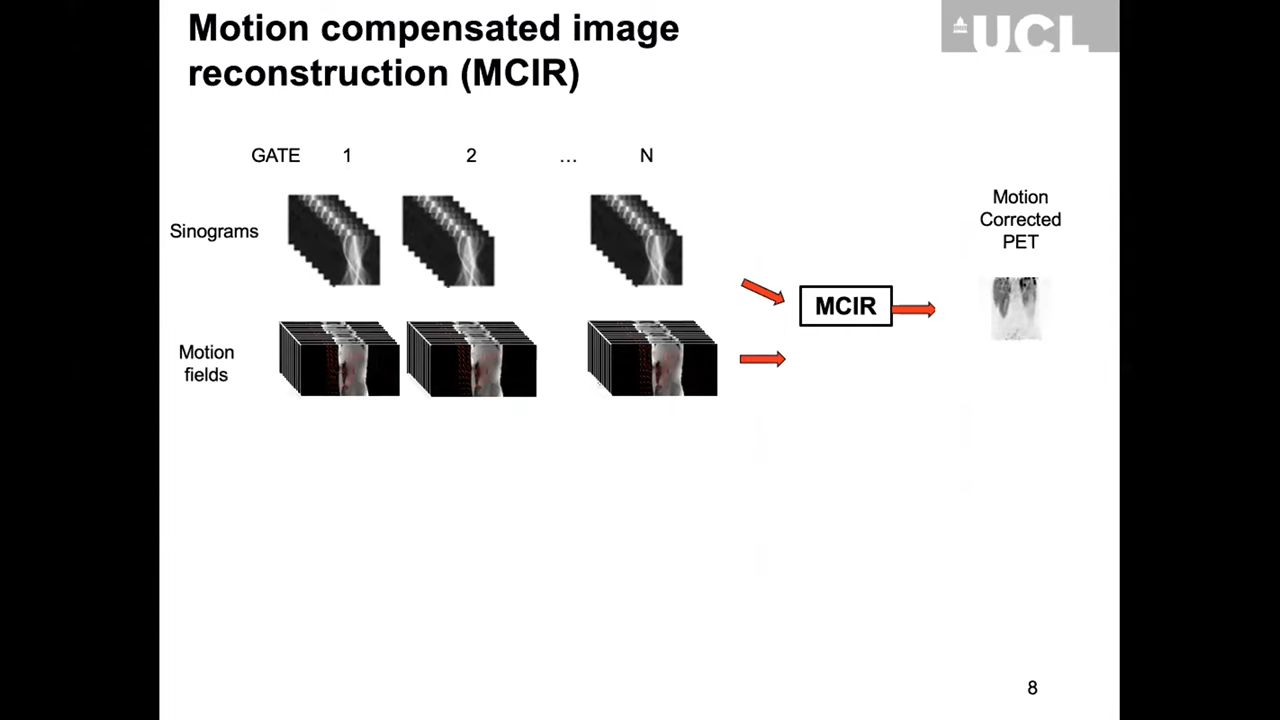 Motion compensated image
reconstruction (MCIR)
UCL
GATE 1 2 ... N
Sinograms
Motion
fields
MCIR
Motion
Corrected
PET
8